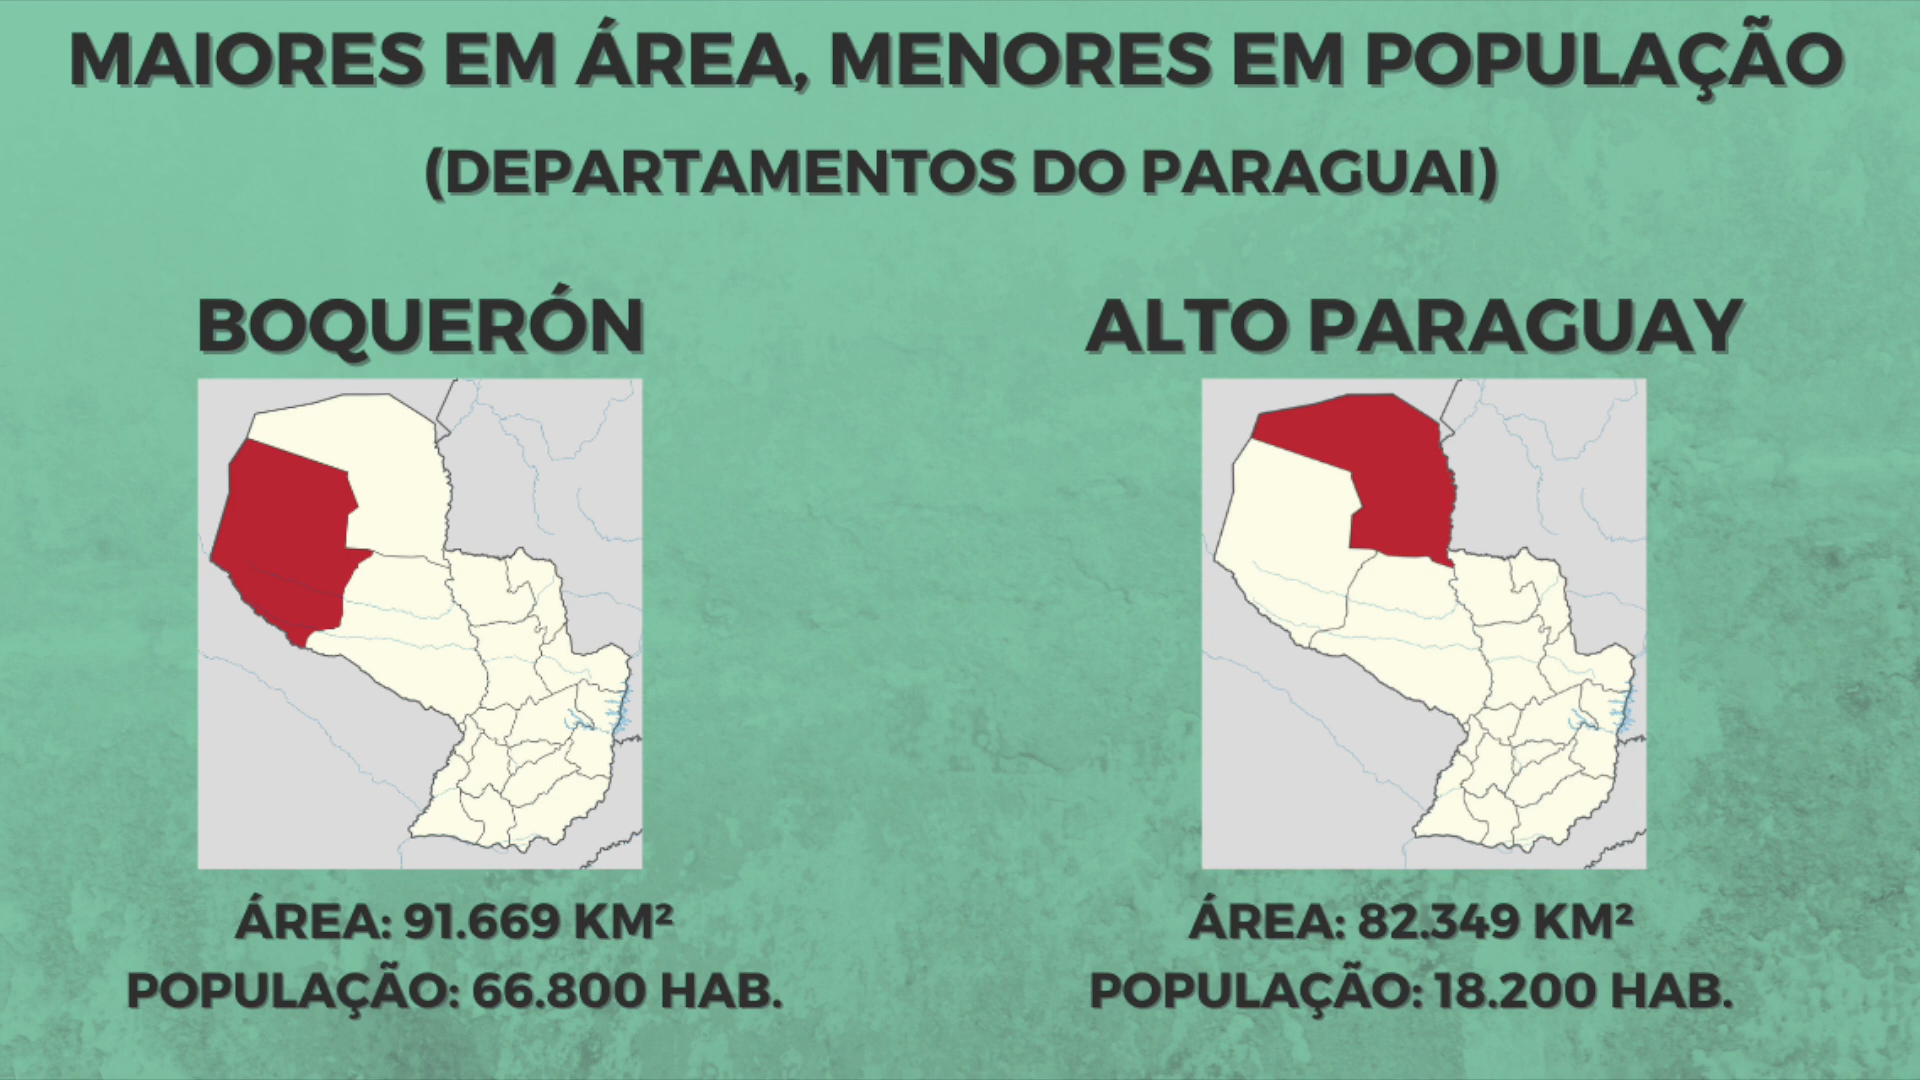 MAIORES EM ÁREA, MENORES EM POPULAÇÃO
(DEPARTAMENTOS DO PARAGUAI)
BOQUERÓN
ÁREA: 91.669 KM²
POPULAÇÃO: 66.800 HAB.
ALTO PARAGUAY
ÁREA: 82.349 KM²
POPULAÇÃO: 18.200 HAB.